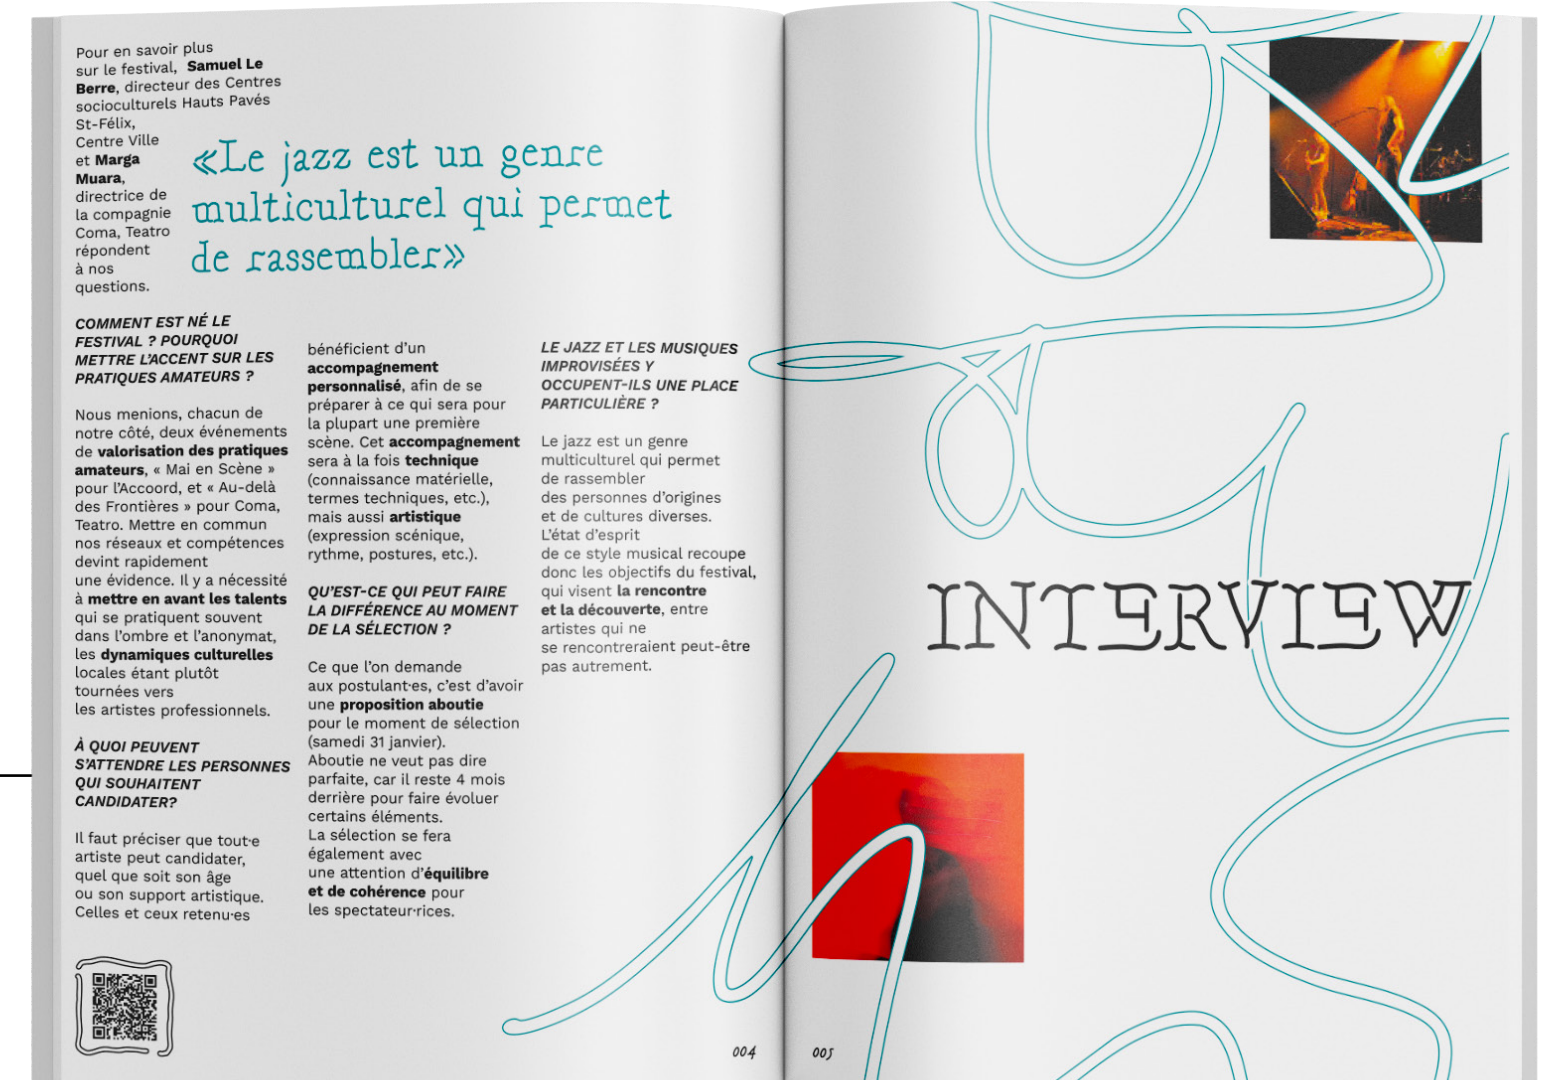 Pour en savoir plus
sur le festival, Samuel Le
Berre, directeur des Centres
socioculturels Hauts Pavés
St-Félix,
Centre Ville
et Marga
Muara,
directrice de
la compagnie
Coma, Teatro
répondent
à nos
questions.
«Le jazz est un genre
multiculturel qui permet
de rassembler»
COMMENT EST NÉ LE
FESTIVAL ? POURQUOI
METTRE L'ACCENT SUR LES
PRATIQUES AMATEURS ?
Nous menions, chacun de
notre côté, deux événements
de valorisation des pratiques
amateurs, « Mai en Scène »
pour l'Accoord, et « Au-delà
des Frontières » pour Coma,
Teatro. Mettre en commun
nos réseaux et compétences
devint rapidement
une évidence. Il y a nécessité
à mettre en avant les talents
qui se pratiquent souvent
dans l'ombre et l'anonymat,
les dynamiques culturelles
locales étant plutôt
tournées vers
les artistes professionnels.
À QUOI PEUVENT
S'ATTENDRE LES PERSONNES
QUI SOUHAITENT
CANDIDATER?
Il faut préciser que tout·e
artiste peut candidater,
quel que soit son âge
ou son support artistique.
Celles et ceux retenu·es
bénéficient d'un
accompagnement
personnalisé, afin de se
préparer à ce qui sera pour
la plupart une première
scène. Cet accompagnement
sera à la fois technique
(connaissance matérielle,
termes techniques, etc.),
mais aussi artistique
(expression scénique,
rythme, postures, etc.).
QU'EST-CE QUI PEUT FAIRE
LA DIFFÉRENCE AU MOMENT
DE LA SÉLECTION ?
Ce que l'on demande
aux postulant·es, c'est d'avoir
une proposition aboutie
pour le moment de sélection
(samedi 31 janvier).
Aboutie ne veut pas dire
parfaite, car il reste 4 mois
derrière pour faire évoluer
certains éléments.
La sélection se fera
également avec
une attention d'équilibre
et de cohérence pour
les spectateur·rices.
LE JAZZ ET LES MUSIQUES
IMPROVISÉES Y
OCCUPENT-ILS UNE PLACE
PARTICULIÈRE ?
Le jazz est un genre
multiculturel qui permet
de rassembler
des personnes d'origines
et de cultures diverses.
L'état d'esprit
de ce style musical recoupe
donc les objectifs du festival,
qui visent la rencontre
et la découverte, entre
artistes qui ne
se rencontreraient peut-être
pas autrement.
004
INTERVIEW
005